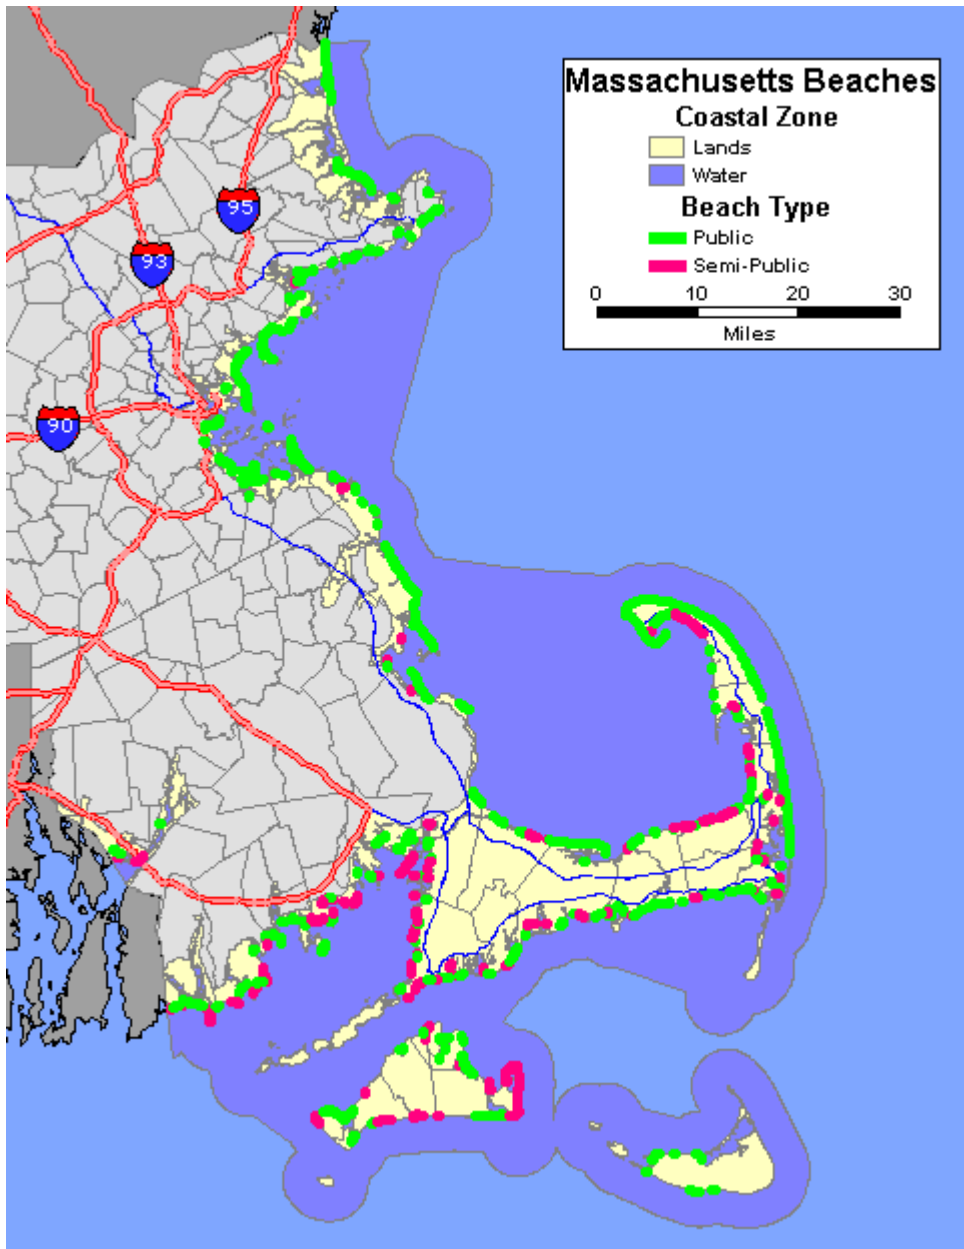 Massachusetts Beaches
Coastal Zone
Lands
Water
Beach Type
Public
Semi-Public
0 10 20 30
Miles
95
93
90